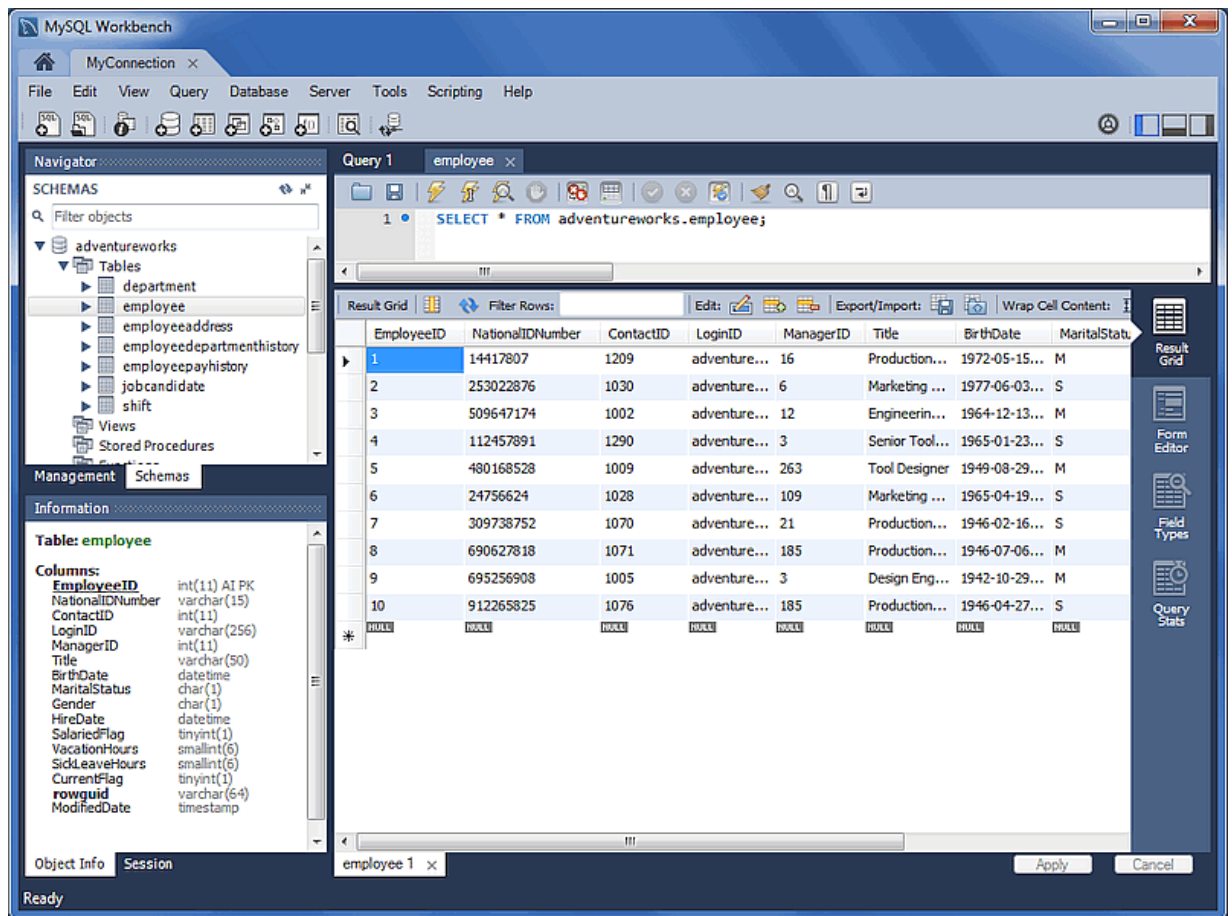 MySQL Workbench
MyConnection ×
File Edit View Query Database Server Tools Scripting Help
Navigator
SCHEMAS
Filter objects
adventureworks
Tables
department
employee
employeeaddress
employeedepartmenthistory
employeepayhistory
jobcandidate
shift
Views
Stored Procedures
Management Schemas
Information
Table: employee
Columns:
EmployeeID int(11) AI PK
NationalIDNumber varchar(15)
ContactID int(11)
LoginID varchar(256)
ManagerID int(11)
Title varchar(50)
BirthDate datetime
MaritalStatus char(1)
Gender char(1)
HireDate datetime
SalariedFlag tinyint(1)
VacationHours smallint(6)
SickLeaveHours smallint(6)
CurrentFlag tinyint(1)
rowguid varchar(64)
ModifiedDate timestamp
Object Info Session
Query 1 employee ×
1 SELECT * FROM adventureworks.employee;
Result Grid Filter Rows: Edit: Export/Import: Wrap Cell Content:
EmployeeID NationalIDNumber ContactID LoginID ManagerID Title BirthDate MaritalStatu
1 14417807 1209 adventure... 16 Production... 1972-05-15... M
2 253022876 1030 adventure... 6 Marketing ... 1977-06-03... S
3 509647174 1002 adventure... 12 Engineerin... 1964-12-13... M
4 112457891 1290 adventure... 3 Senior Tool... 1965-01-23... S
5 480168528 1009 adventure... 263 Tool Designer 1949-08-29... M
6 24756624 1028 adventure... 109 Marketing ... 1965-04-19... S
7 309738752 1070 adventure... 21 Production... 1946-02-16... S
8 690627818 1071 adventure... 185 Production... 1946-07-06... M
9 695256908 1005 adventure... 3 Design Eng... 1942-10-29... M
10 912265825 1076 adventure... 185 Production... 1946-04-27... S
NULL NULL NULL NULL NULL NULL NULL NULL
Result
Grid
Form
Editor
Field
Types
Query
Stats
employee 1 ×
Apply Cancel
Ready